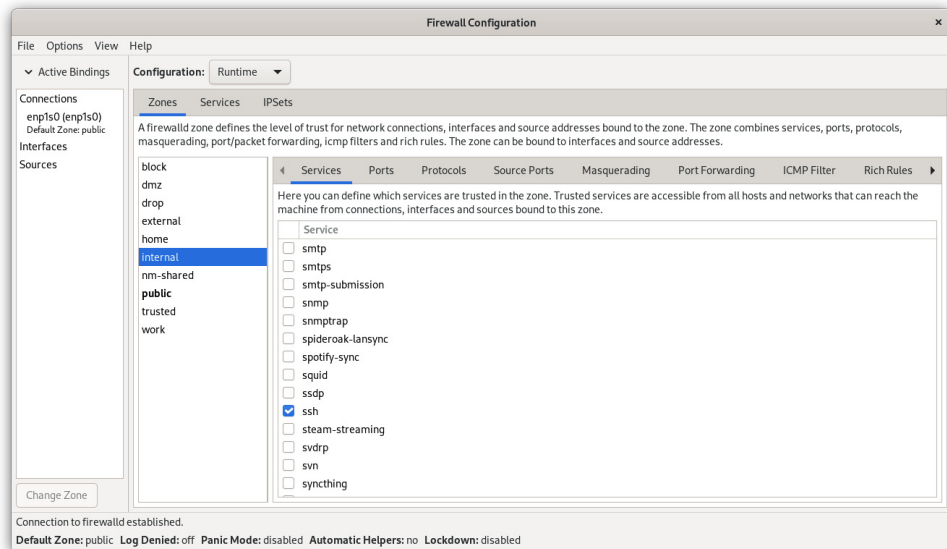 Firewall Configuration
×
File Options View Help
Active Bindings
Configuration: Runtime
Connections
enp1s0 (enp1s0)
Default Zone: public
Interfaces
Sources
Change Zone
Zones Services IPSets
A firewalld zone defines the level of trust for network connections, interfaces and source addresses bound to the zone. The zone combines services, ports, protocols,
masquerading, port/packet forwarding, icmp filters and rich rules. The zone can be bound to interfaces and source addresses.
block
dmz
drop
external
home
internal
nm-shared
public
trusted
work
Services Ports Protocols Source Ports Masquerading Port Forwarding ICMP Filter Rich Rules
Here you can define which services are trusted in the zone. Trusted services are accessible from all hosts and networks that can reach the
machine from connections, interfaces and sources bound to this zone.
Service
smtp
smtps
smtp-submission
snmp
snmptrap
spideroak-lansync
spotify-sync
squid
ssdp
ssh
steam-streaming
svdrp
svn
syncthing
Connection to firewalld established.
Default Zone: public Log Denied: off Panic Mode: disabled Automatic Helpers: no Lockdown: disabled